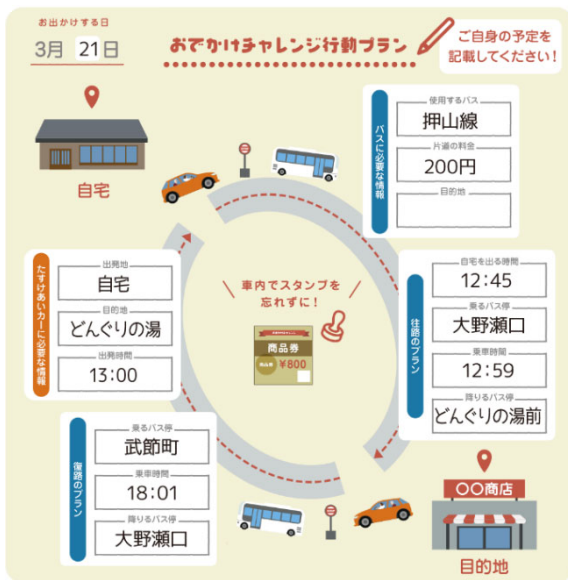 お出かけする日
3月 21日
おでかけチャレンジ行動プラン
ご自身の予定を
記載してください！
自宅
バスに必要な情報
使用するバス
押山線
片道の料金
200円
目的地
たすけあいカーに必要な情報
出発地
自宅
目的地
どんぐりの湯
出発時間
13:00
車内でスタンプを
忘れずに！
商品券
商品券
¥800
往路のプラン
自宅を出る時間
12:45
乗るバス停
大野瀬口
乗車時間
12:59
降りるバス停
どんぐりの湯前
復路のプラン
乗るバス停
武節町
乗車時間
18:01
降りるバス停
大野瀬口
〇〇商店
目的地